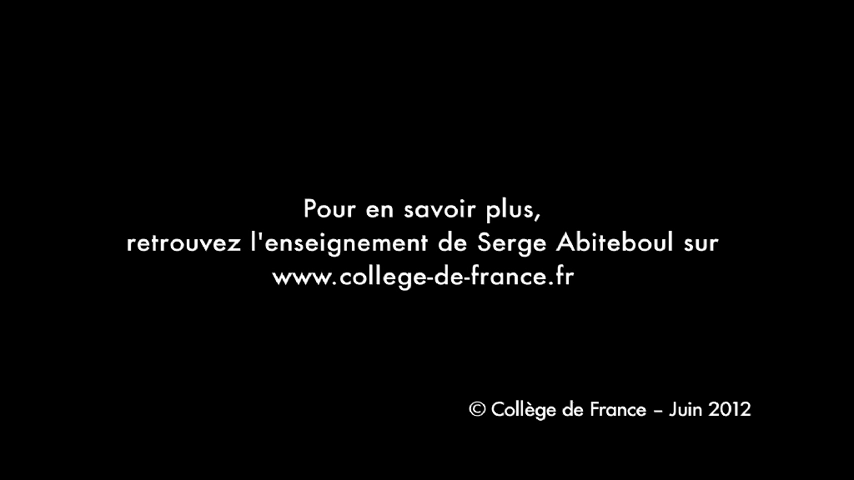 Pour en savoir plus,
retrouvez l'enseignement de Serge Abiteboul sur
www.college-de-france.fr
© Collège de France – Juin 2012